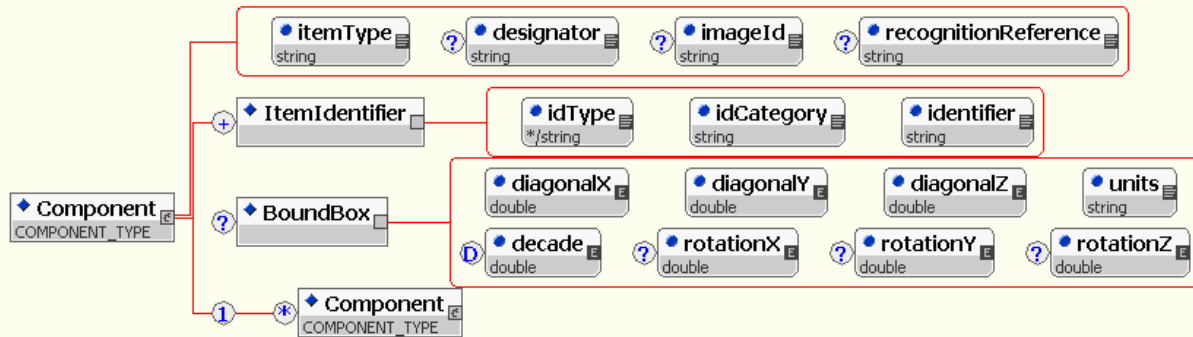 itemType ? designator ? imageId ? recognitionReference
string string string string
+ ItemIdentifier idType idCategory identifier
*/string string string
Component
COMPONENT_TYPE
? BoundBox diagonalX E diagonalY E diagonalZ E units
double double double string
D decade E ? rotationX E ? rotationY E ? rotationZ E
double double double double
1 * Component
COMPONENT_TYPE